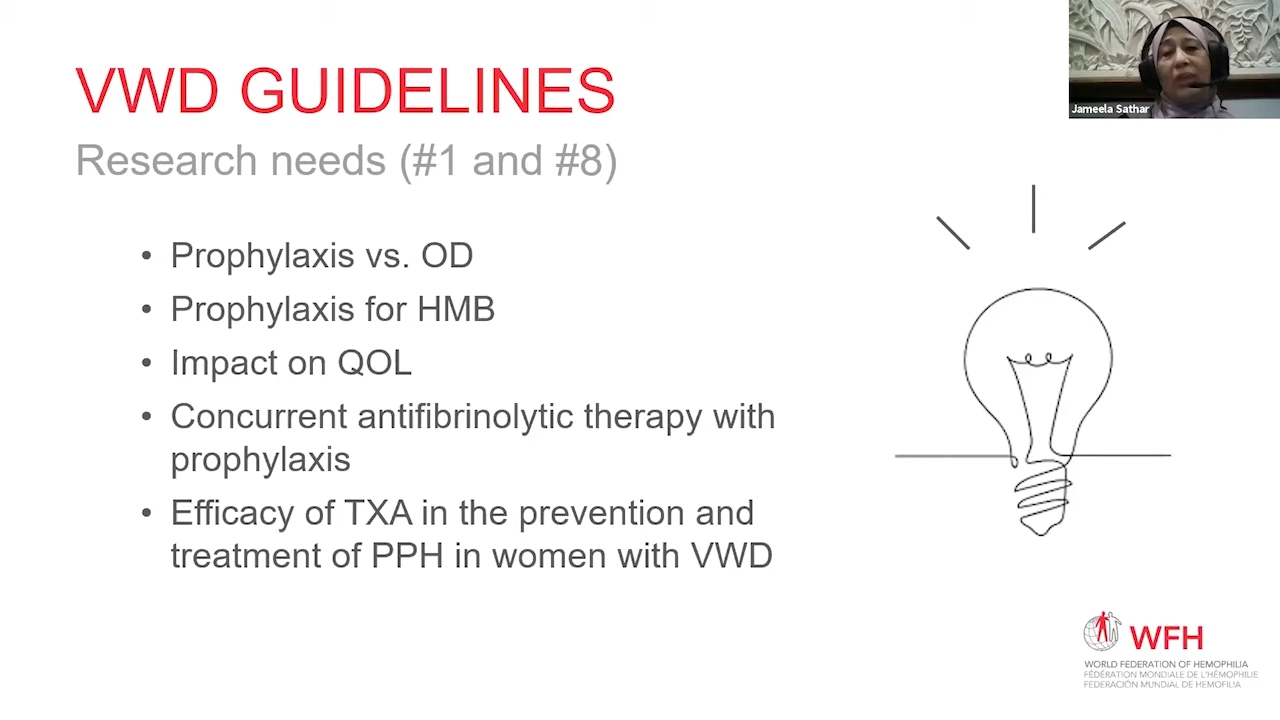 VWD GUIDELINES
Research needs (#1 and #8)
• Prophylaxis vs. OD
• Prophylaxis for HMB
• Impact on QOL
• Concurrent antifibrinolytic therapy with
prophylaxis
• Efficacy of TXA in the prevention and
treatment of PPH in women with VWD
Jameela Sathar
WFH
WORLD FEDERATION OF HEMOPHILIA
FÉDÉRATION MONDIALE DE L'HÉMOPHILIE
FEDERACIÓN MUNDIAL DE HEMOFILIA